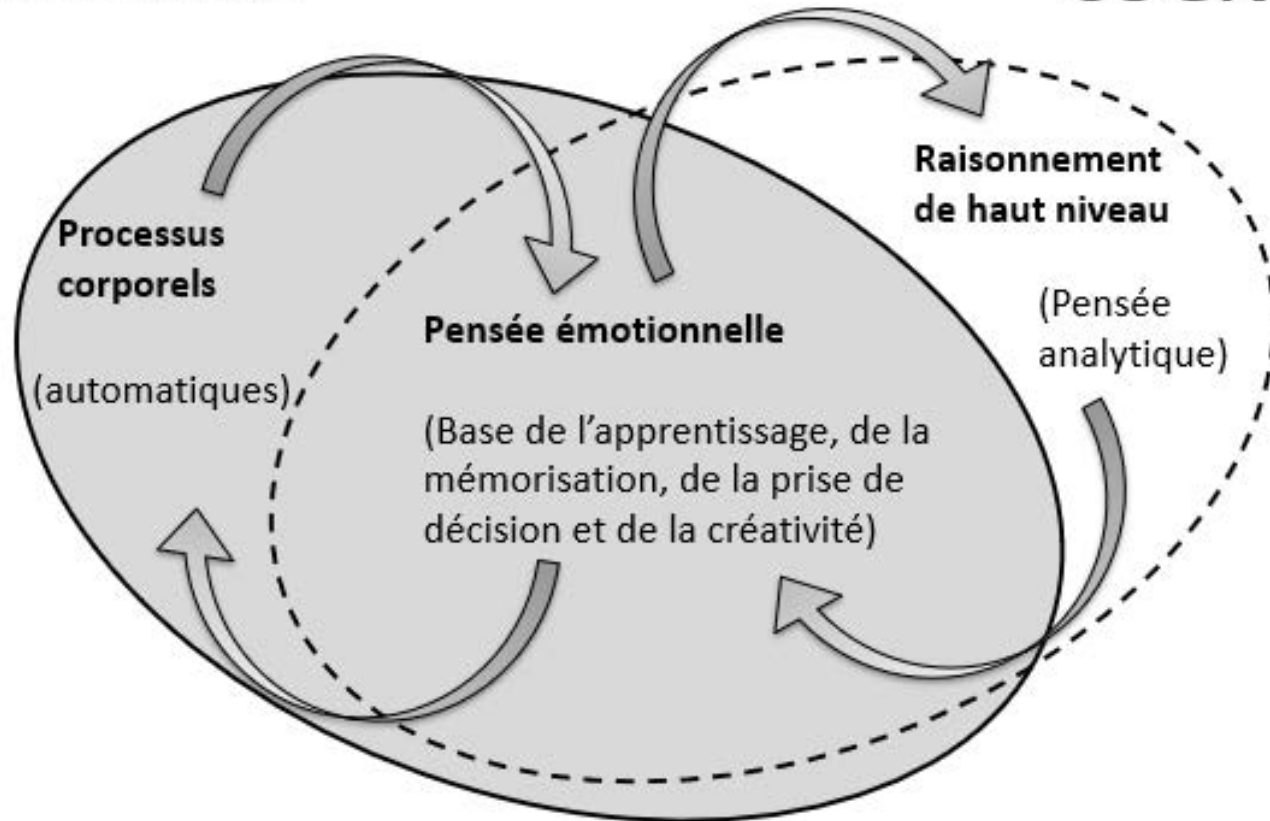 Processus
corporels
(automatiques)
Pensée émotionnelle
(Base de l’apprentissage, de la
mémorisation, de la prise de
décision et de la créativité)
Raisonnement
de haut niveau
(Pensée
analytique)